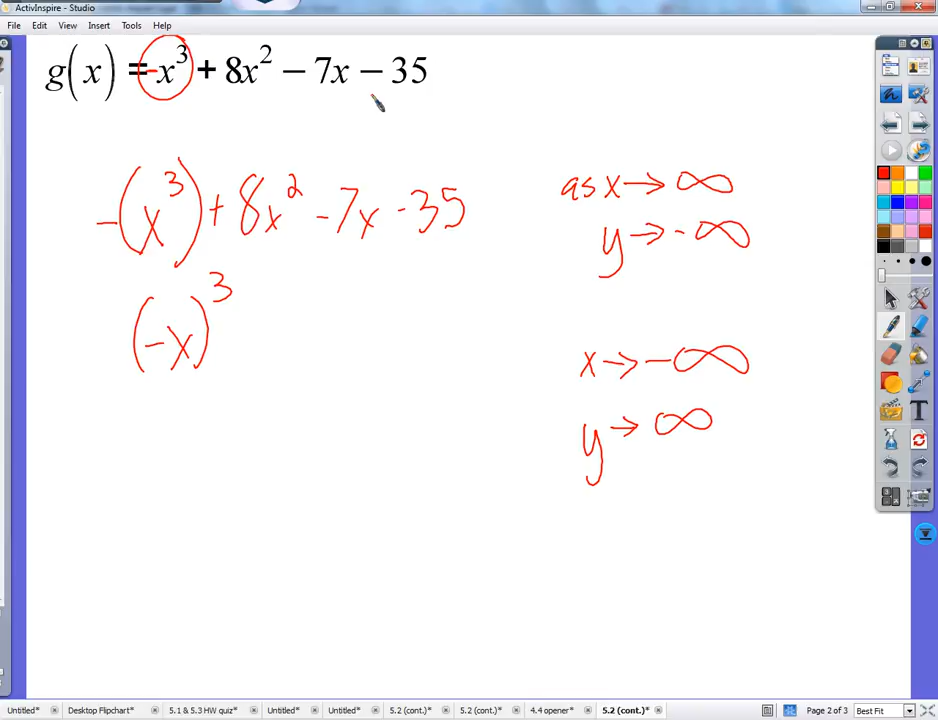 ActivInspire - Studio
File Edit View Insert Tools Help
g(x) = -x³ + 8x² − 7x − 35
-(x³) + 8x² - 7x - 35
(-x)³
as x → ∞
y → -∞
x → -∞
y → ∞
T
Untitled* Desktop Flipchart* 5.1 & 5.3 HW quiz* Untitled* Untitled* 5.2 (cont.)* 5.2 (cont.)* 4.4 opener* 5.2 (cont.)* Page 2 of 3 Best Fit